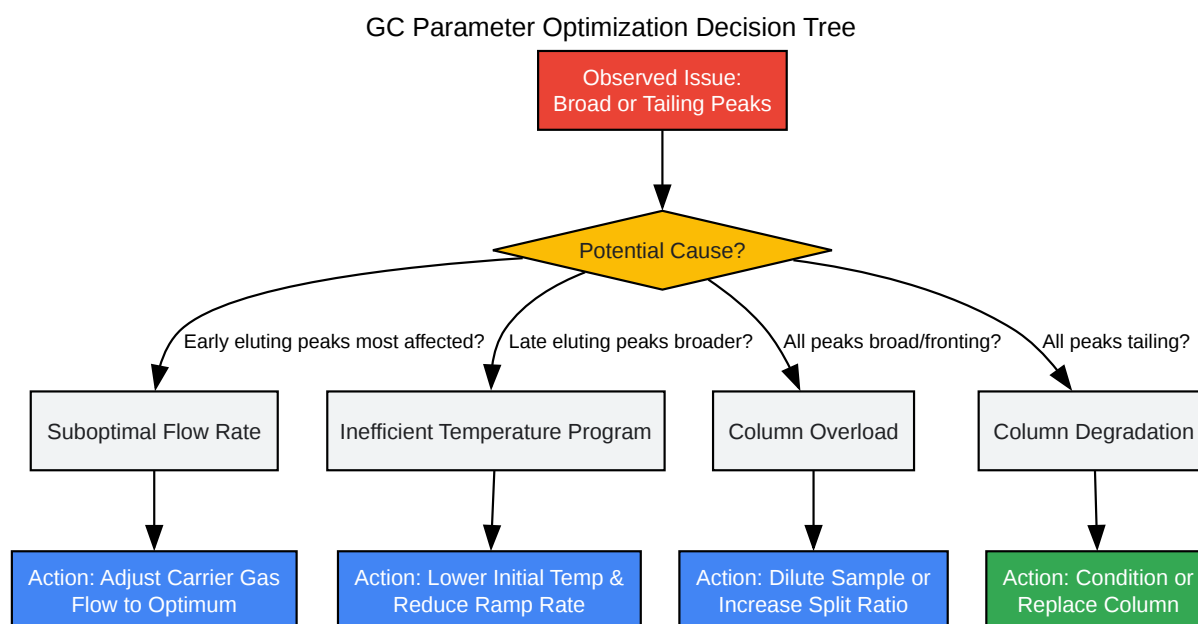 GC Parameter Optimization Decision Tree
Observed Issue:
Broad or Tailing Peaks
Potential Cause?
Early eluting peaks most affected?
Late eluting peaks broader?
All peaks broad/fronting?
All peaks tailing?
Suboptimal Flow Rate
Inefficient Temperature Program
Column Overload
Column Degradation
Action: Adjust Carrier Gas
Flow to Optimum
Action: Lower Initial Temp &
Reduce Ramp Rate
Action: Dilute Sample or
Increase Split Ratio
Action: Condition or
Replace Column